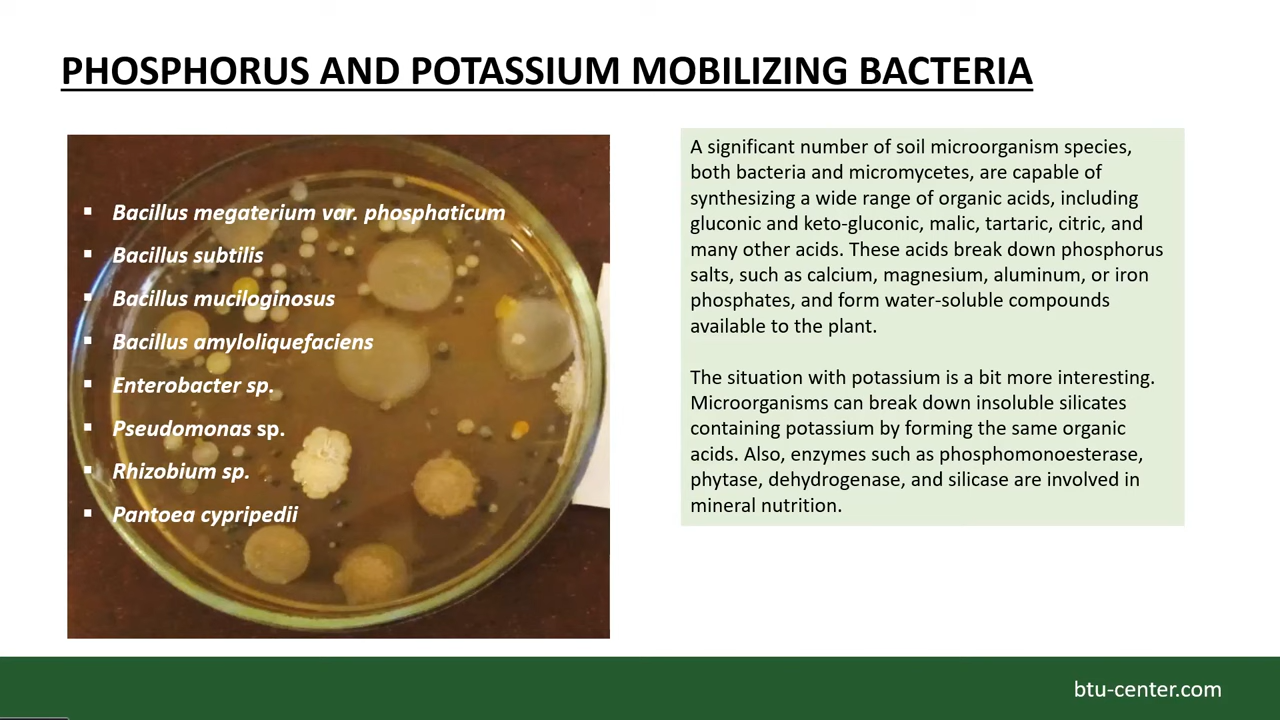 PHOSPHORUS AND POTASSIUM MOBILIZING BACTERIA
▪ Bacillus megaterium var. phosphaticum
▪ Bacillus subtilis
▪ Bacillus muciloginosus
▪ Bacillus amyloliquefaciens
▪ Enterobacter sp.
▪ Pseudomonas sp.
▪ Rhizobium sp.
▪ Pantoea cypripedii
A significant number of soil microorganism species,
both bacteria and micromycetes, are capable of
synthesizing a wide range of organic acids, including
gluconic and keto-gluconic, malic, tartaric, citric, and
many other acids. These acids break down phosphorus
salts, such as calcium, magnesium, aluminum, or iron
phosphates, and form water-soluble compounds
available to the plant.
The situation with potassium is a bit more interesting.
Microorganisms can break down insoluble silicates
containing potassium by forming the same organic
acids. Also, enzymes such as phosphomonoesterase,
phytase, dehydrogenase, and silicase are involved in
mineral nutrition.
btu-center.com